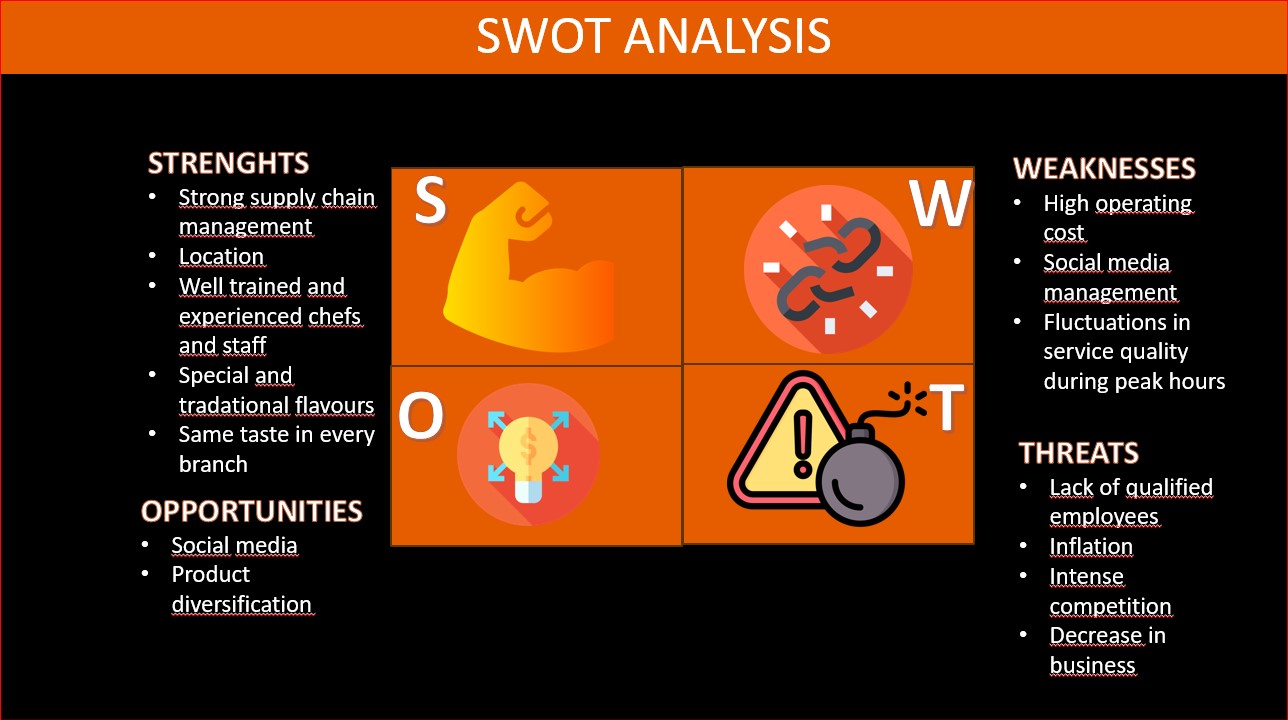 SWOT ANALYSIS
STRENGHTS
• Strong supply chain
management
• Location
• Well trained and
experienced chefs
and staff
• Special and
tradational flavours
• Same taste in every
branch
OPPORTUNITIES
• Social media
• Product
diversification
S
W
O
T
WEAKNESSES
• High operating
cost
• Social media
management
• Fluctuations in
service quality
during peak hours
THREATS
• Lack of qualified
employees
• Inflation
• Intense
competition
• Decrease in
business